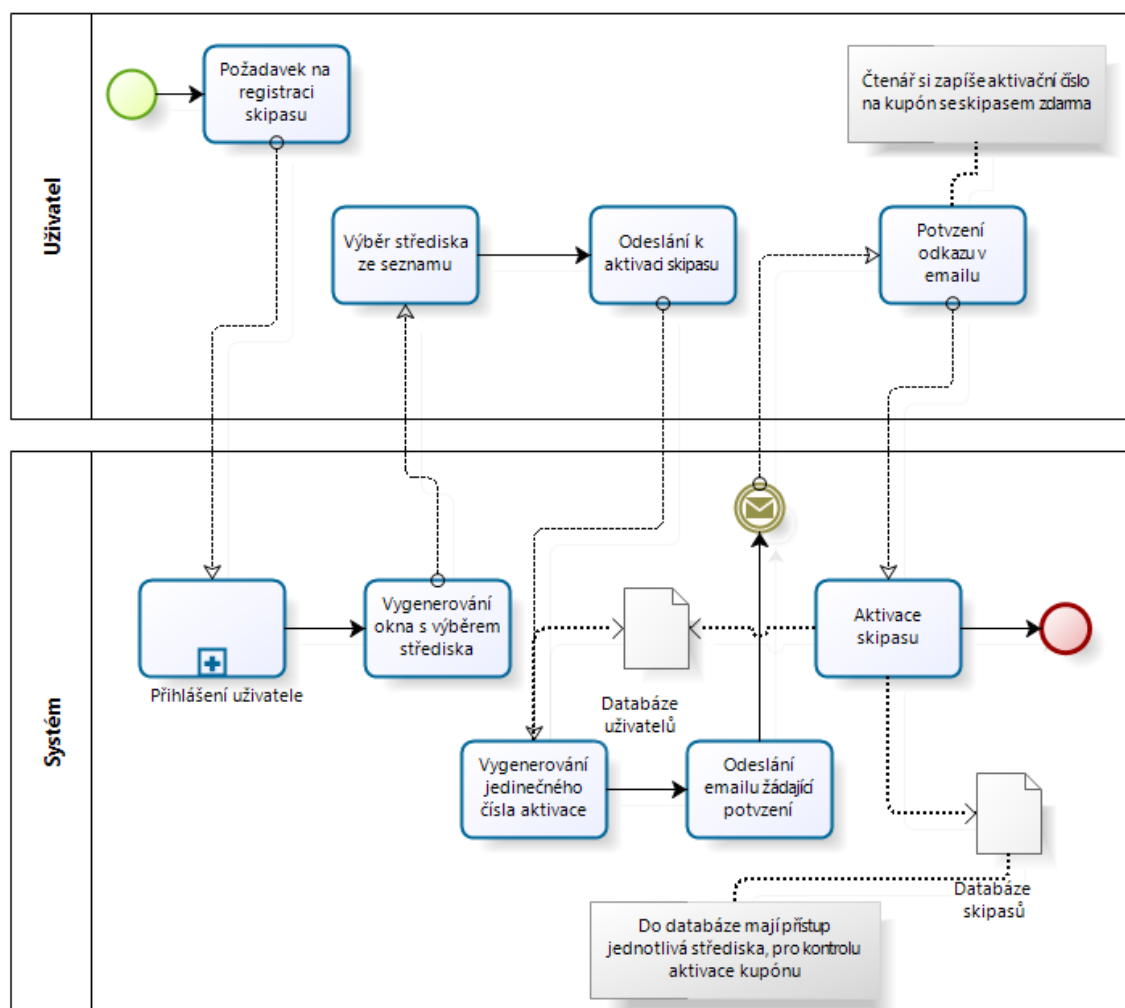 Uživatel
Požadavek na
registraci
skipasu
Čtenář si zapíše aktivační číslo
na kupón se skipasem zdarma
Výběr střediska
ze seznamu
Odeslání k
aktivaci skipasu
Potvzení
odkazu v
emailu
Systém
Přihlášení uživatele
Vygenerování
okna s výběrem
střediska
Databáze
uživatelů
Aktivace
skipasu
Vygenerování
jedinečného
čísla aktivace
Odeslání
emailu žádající
potvzení
Databáze
skipasů
Do databáze mají přístup
jednotlivá střediska, pro kontrolu
aktivace kupónu